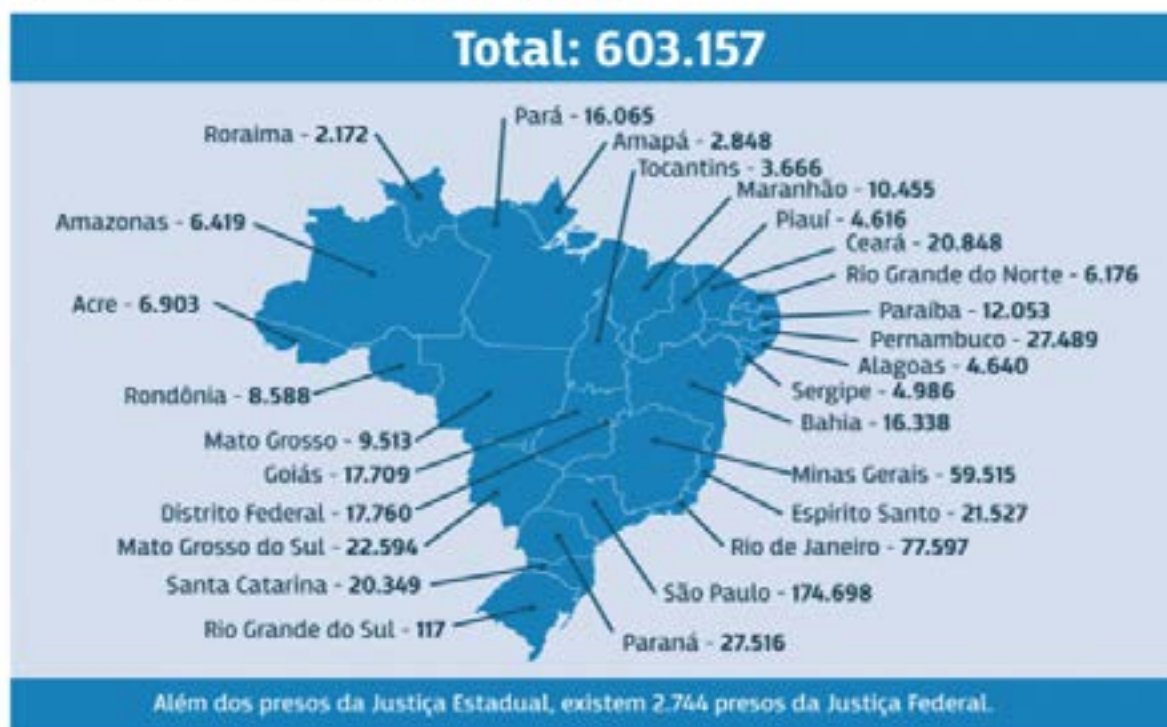 Total: 603.157
Pará - 16.065
Roraima - 2.172
Amapá - 2.848
Tocantins - 3.666
Maranhão - 10.455
Amazonas - 6.419
Piauí - 4.616
Ceará - 20.848
Rio Grande do Norte - 6.176
Acre - 6.903
Paraíba - 12.053
Pernambuco - 27.489
Alagoas - 4.640
Sergipe - 4.986
Rondônia - 8.588
Bahia - 16.338
Mato Grosso - 9.513
Goiás - 17.709
Minas Gerais - 59.515
Distrito Federal - 17.760
Espirito Santo - 21.527
Mato Grosso do Sul - 22.594
Rio de Janeiro - 77.597
Santa Catarina - 20.349
São Paulo - 174.698
Rio Grande do Sul - 117
Paraná - 27.516
Além dos presos da Justiça Estadual, existem 2.744 presos da Justiça Federal.